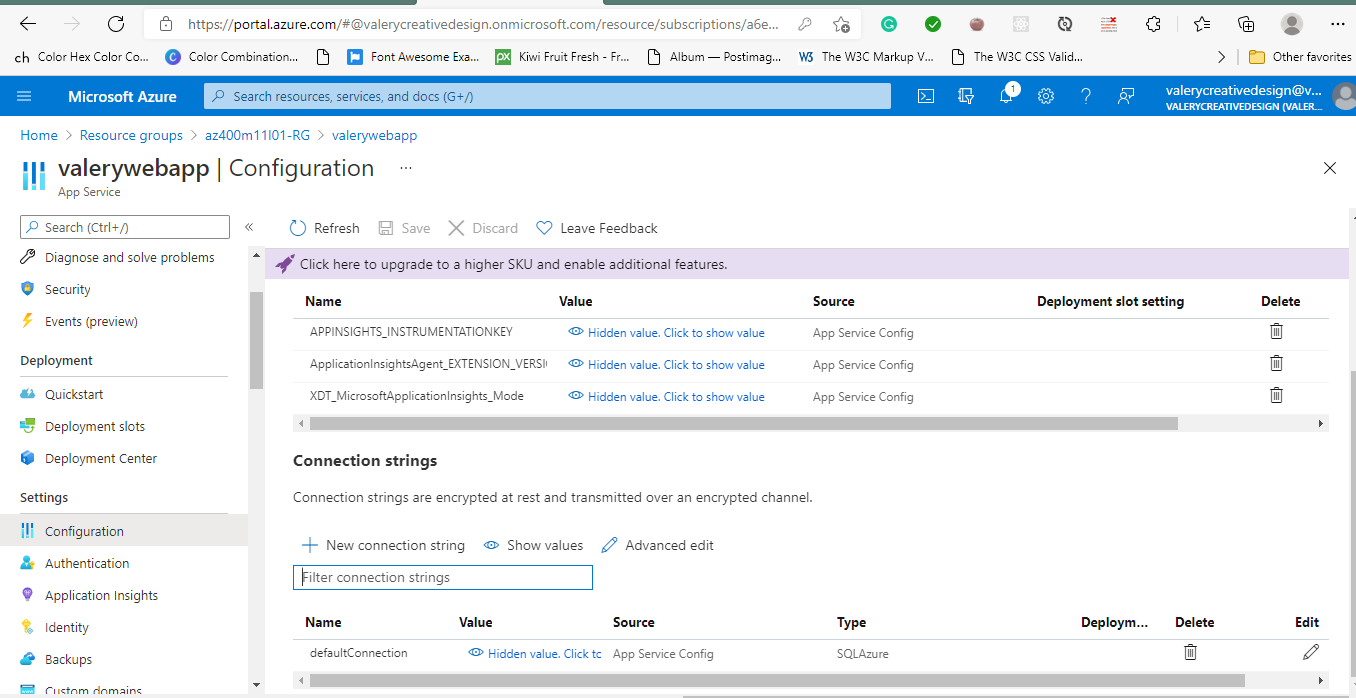 https://portal.azure.com/#@valerycreativedesign.onmicrosoft.com/resource/subscriptions/a6e...
ch Color Hex Color Co... C Color Combination... Font Awesome Exa... px Kiwi Fruit Fresh - Fr... Album — Postimag... W3 The W3C Markup V... The W3C CSS Valid... Other favorites
Microsoft Azure
Search resources, services, and docs (G+/)
1
valerycreativedesign@v...
VALERYCREATIVEDESIGN (VALER...
Home > Resource groups > az400m11l01-RG > valerywebapp
valerywebapp | Configuration ...
App Service
Search (Ctrl+/)
«
Diagnose and solve problems
Security
Events (preview)
Deployment
Quickstart
Deployment slots
Deployment Center
Settings
Configuration
Authentication
Application Insights
Identity
Backups
Custom domains
Refresh Save Discard Leave Feedback
Click here to upgrade to a higher SKU and enable additional features.
Name Value Source Deployment slot setting Delete
APPINSIGHTS_INSTRUMENTATIONKEY Hidden value. Click to show value App Service Config
ApplicationInsightsAgent_EXTENSION_VERSI Hidden value. Click to show value App Service Config
XDT_MicrosoftApplicationInsights_Mode Hidden value. Click to show value App Service Config
Connection strings
Connection strings are encrypted at rest and transmitted over an encrypted channel.
New connection string Show values Advanced edit
Filter connection strings
Name Value Source Type Deploym... Delete Edit
defaultConnection Hidden value. Click tc App Service Config SQLAzure